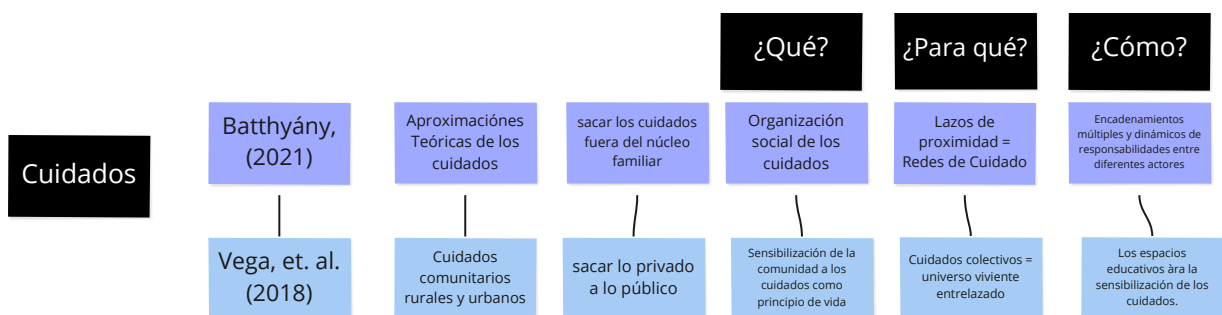 ¿Qué?
¿Para qué?
¿Cómo?
Cuidados
Batthyány,
(2021)
Aproximaciónes
Teóricas de los
cuidados
sacar los cuidados
fuera del núcleo
familiar
Organización
social de los
cuidados
Lazos de
proximidad =
Redes de Cuidado
Encadenamientos
múltiples y dinámicos de
responsabilidades entre
diferentes actores
Vega, et. al.
(2018)
Cuidados
comunitarios
rurales y urbanos
sacar lo privado
a lo público
Sensibilización de la
comunidad a los
cuidados como
principio de vida
Cuidados colectivos =
universo viviente
entrelazado
Los espacios
educativos àra la
sensibilización de los
cuidados.